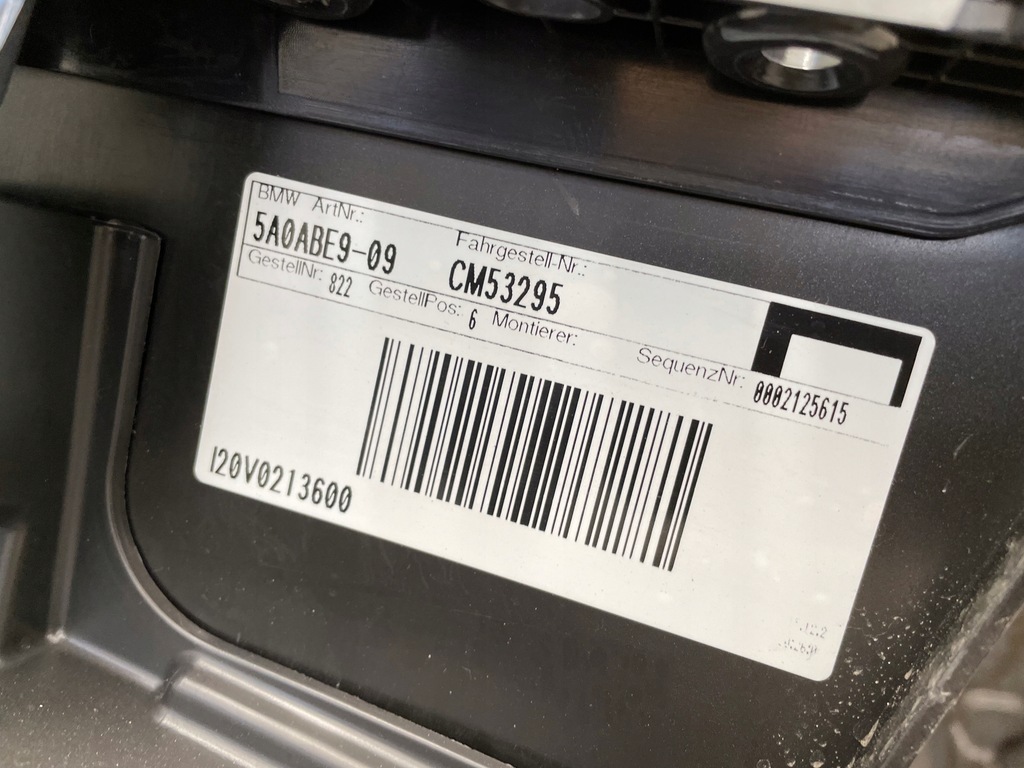 BMW ArtNr.:
5A0ABE9-09
Fahrgestell-Nr.:
CM53295
GestellNr: 822 GestellPos: 6 Montierer:
SequenzNr: 0002125615
I20V0213600